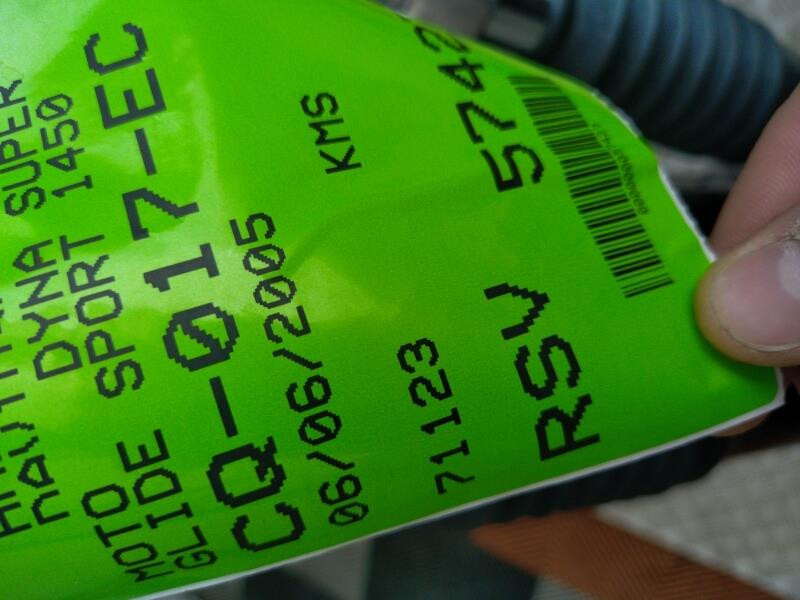 MOTO DYNA SUPER
GLIDE SPORT 1450
CQ-017-EC
06/06/2005
71123 KMS
RSV 5742